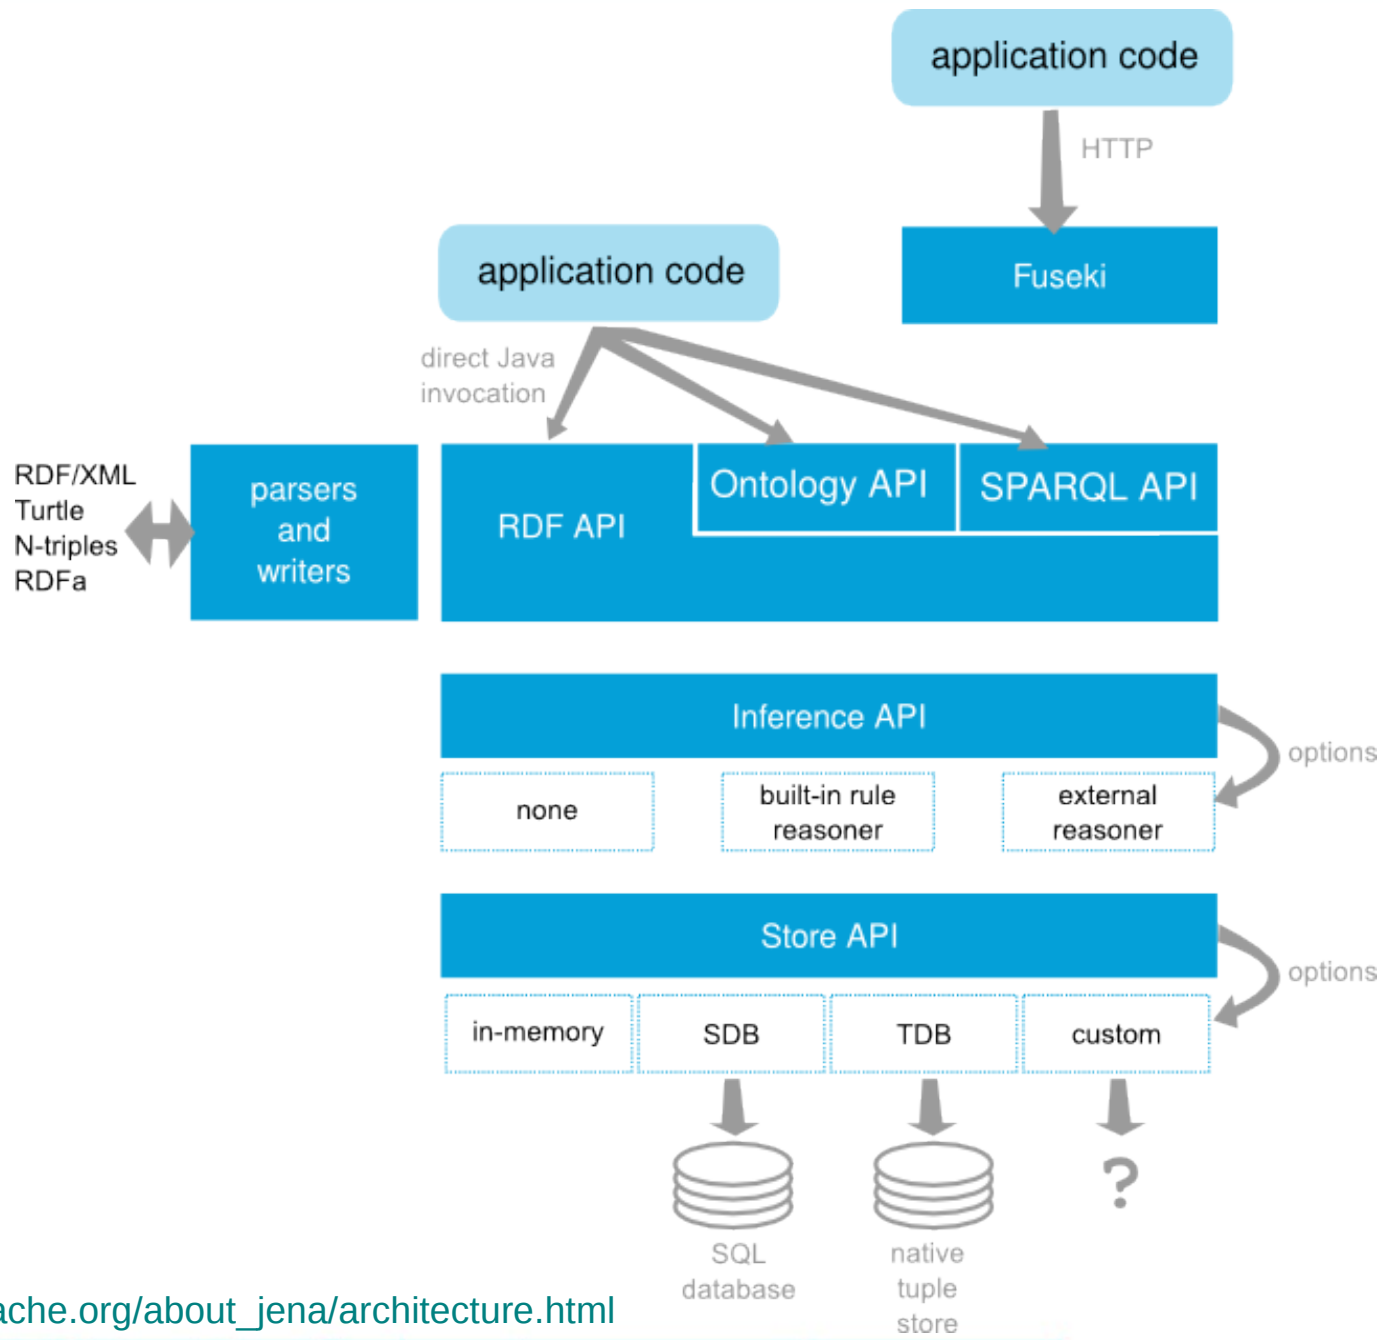 application code
HTTP
Fuseki
application code
direct Java
invocation
RDF/XML
Turtle
N-triples
RDFa
parsers
and
writers
RDF API
Ontology API
SPARQL API
Inference API
options
none
built-in rule
reasoner
external
reasoner
Store API
options
in-memory
SDB
TDB
custom
?
SQL
database
native
tuple
store
ache.org/about_jena/architecture.html